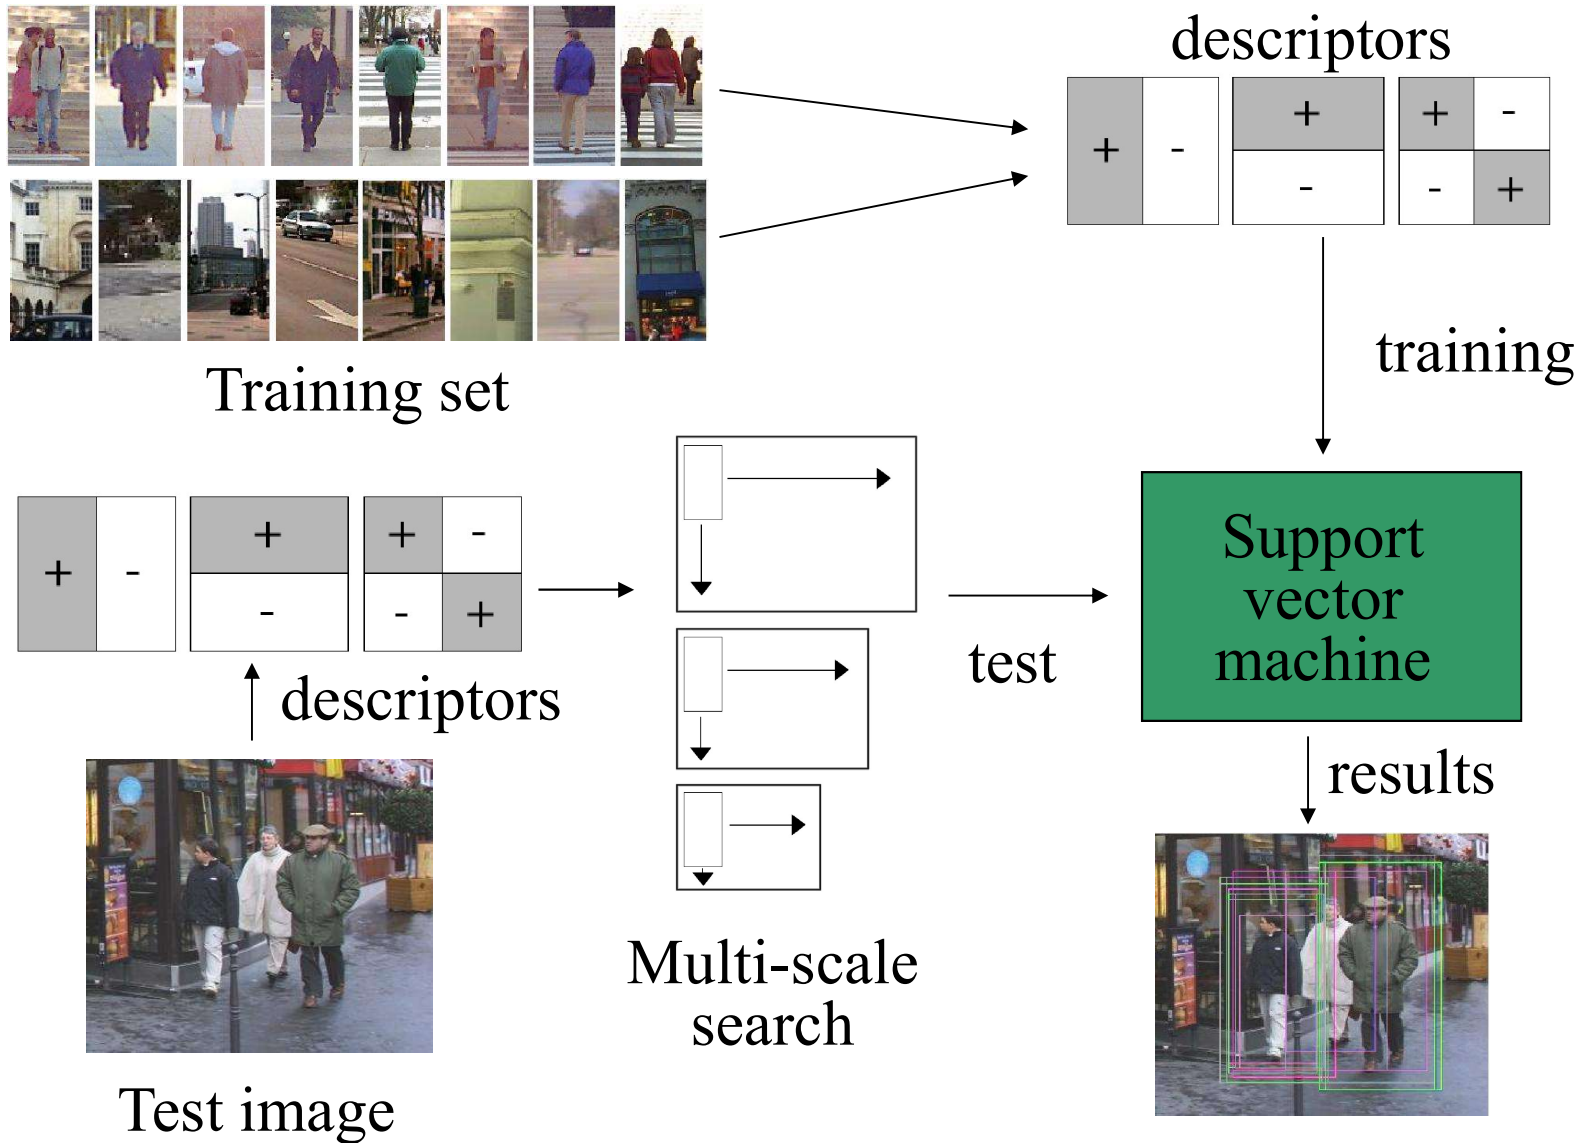 descriptors
+ - + - + - - +
Training set
training
+ - + - + - - +
descriptors
test
Support
vector
machine
results
Multi-scale
search
Test image